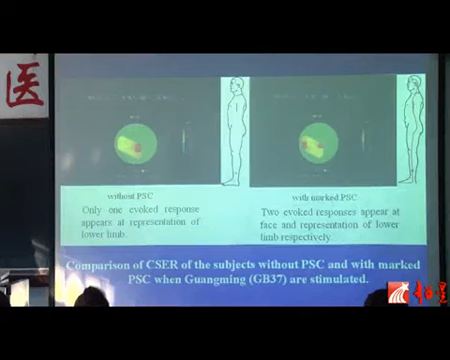 医
without PSC
with marked PSC
Only one evoked response
appears at representation of
lower limb.
Two evoked responses appear at
face and representation of lower
limb respectively.
Comparison of CSER of the subjects without PSC and with marked
PSC when Guangming (GB37) are stimulated.